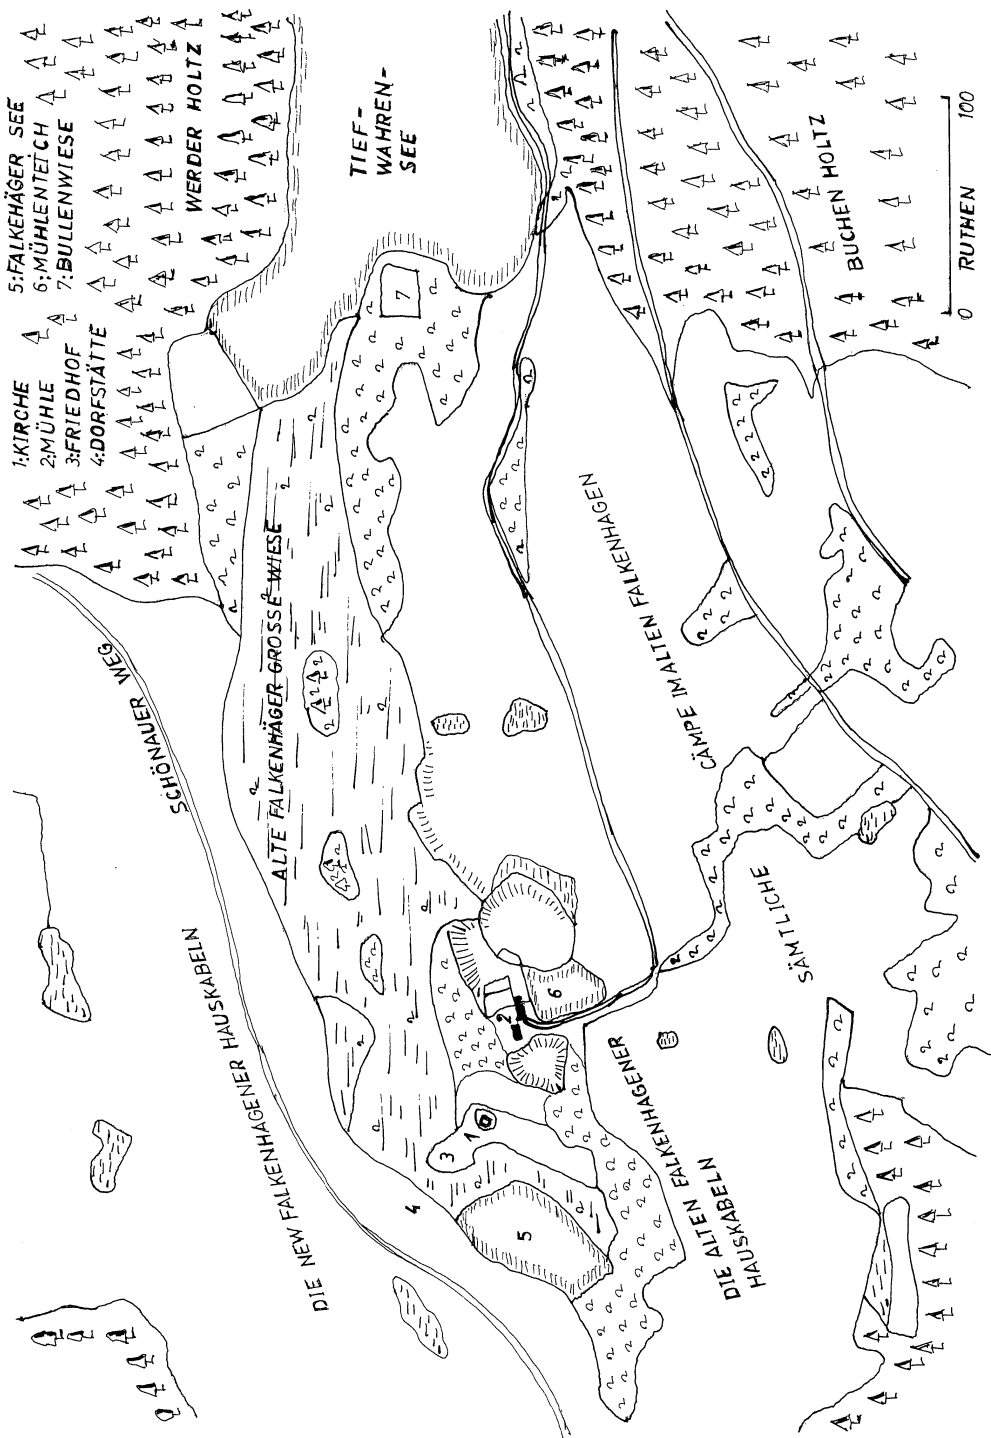 1:KIRCHE
2:MÜHLE
3:FRIEDHOF
4:DORFSTÄTTE
5:FALKEHÄGER SEE
6:MÜHLENTEICH
7:BULLENWIESE
WERDER HOLTZ
TIEF-
WAHREN-
SEE
SCHÖNAUER WEG
ALTE FALKENHÄGER GROSSE WIESE
7
DIE NEW FALKENHAGENER HAUSKABELN
SÄMTLICHE CÄMPE IM ALTEN FALKENHAGEN
BUCHEN HOLTZ
4
3
1
5
2
6
DIE ALTEN FALKENHAGENER
HAUSKABELN
0 RUTHEN 100